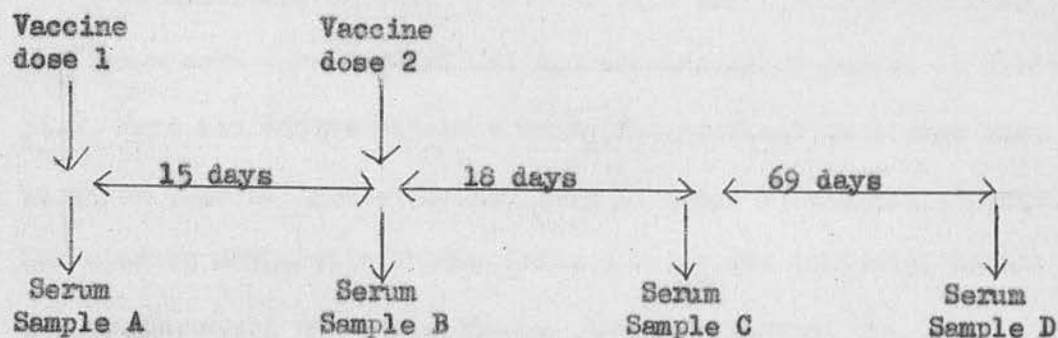 Vaccine Vaccine
dose 1 dose 2
15 days 18 days 69 days
Serum Serum Serum Serum
Sample A Sample B Sample C Sample D